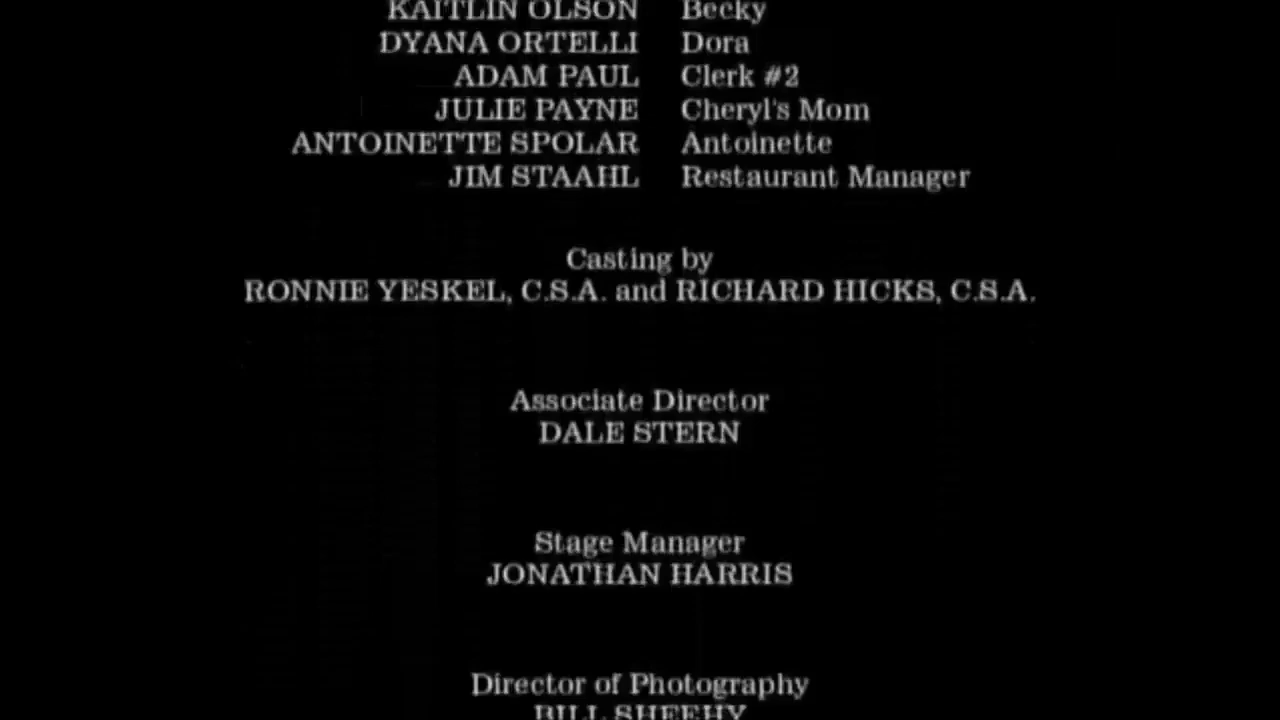 KAITLIN OLSON Becky
DYANA ORTELLI Dora
ADAM PAUL Clerk #2
JULIE PAYNE Cheryl's Mom
ANTOINETTE SPOLAR Antoinette
JIM STAAHL Restaurant Manager
Casting by
RONNIE YESKEL, C.S.A. and RICHARD HICKS, C.S.A.
Associate Director
DALE STERN
Stage Manager
JONATHAN HARRIS
Director of Photography
BILL SHEEHY